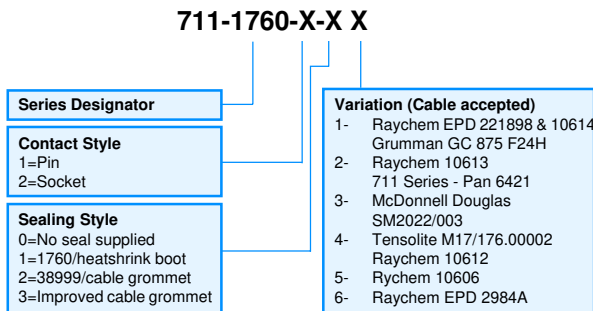 711-1760-X-X X
Series Designator
Contact Style
1=Pin
2=Socket
Sealing Style
0=No seal supplied
1=1760/heatshrink boot
2=38999/cable grommet
3=Improved cable grommet
Variation (Cable accepted)
1- Raychem EPD 221898 & 10614
Grumman GC 875 F24H
2- Raychem 10613
711 Series - Pan 6421
3- McDonnell Douglas
SM2022/003
4- Tensolite M17/176.00002
Raychem 10612
5- Rychem 10606
6- Raychem EPD 2984A